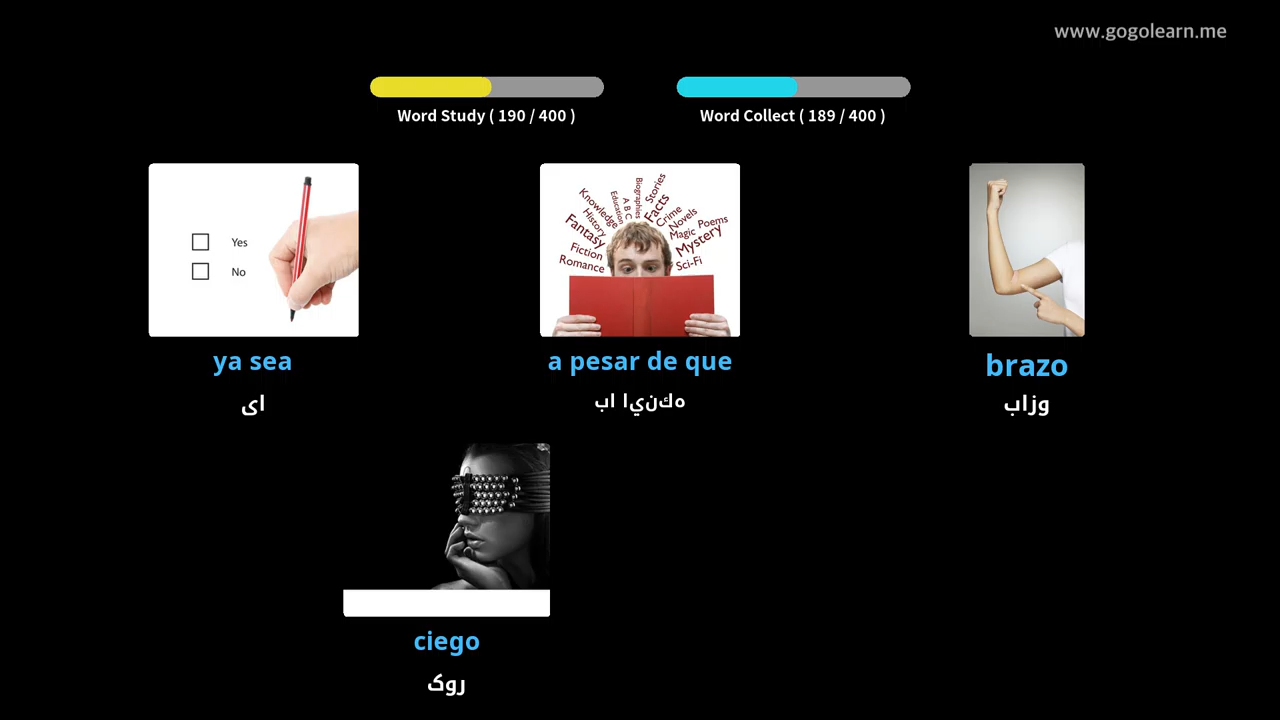 www.gogolearn.me
Word Study ( 190 / 400 )
Word Collect ( 189 / 400 )
Yes
No
Stories
Biographies
Facts
Education
A B C
Knowledge
Crime
Novels
History
Magic
Poems
Fantasy
Mystery
Fiction
Sci-Fi
Romance
ya sea
ای
a pesar de que
هكنيا اب
brazo
وزاب
ciego
روک